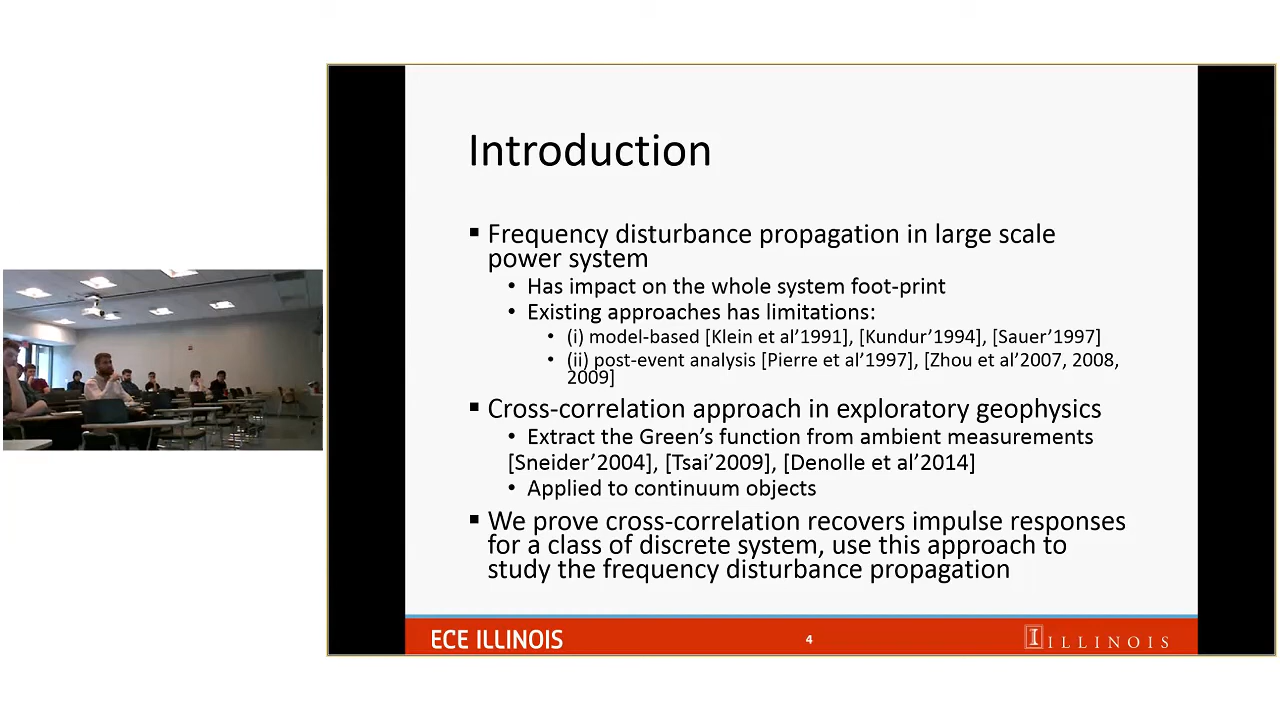 Introduction
▪ Frequency disturbance propagation in large scale
power system
• Has impact on the whole system foot-print
• Existing approaches has limitations:
• (i) model-based [Klein et al’1991], [Kundur’1994], [Sauer’1997]
• (ii) post-event analysis [Pierre et al’1997], [Zhou et al’2007, 2008,
2009]
▪ Cross-correlation approach in exploratory geophysics
• Extract the Green’s function from ambient measurements
[Sneider’2004], [Tsai’2009], [Denolle et al’2014]
• Applied to continuum objects
▪ We prove cross-correlation recovers impulse responses
for a class of discrete system, use this approach to
study the frequency disturbance propagation
ECE ILLINOIS
4
I ILLINOIS